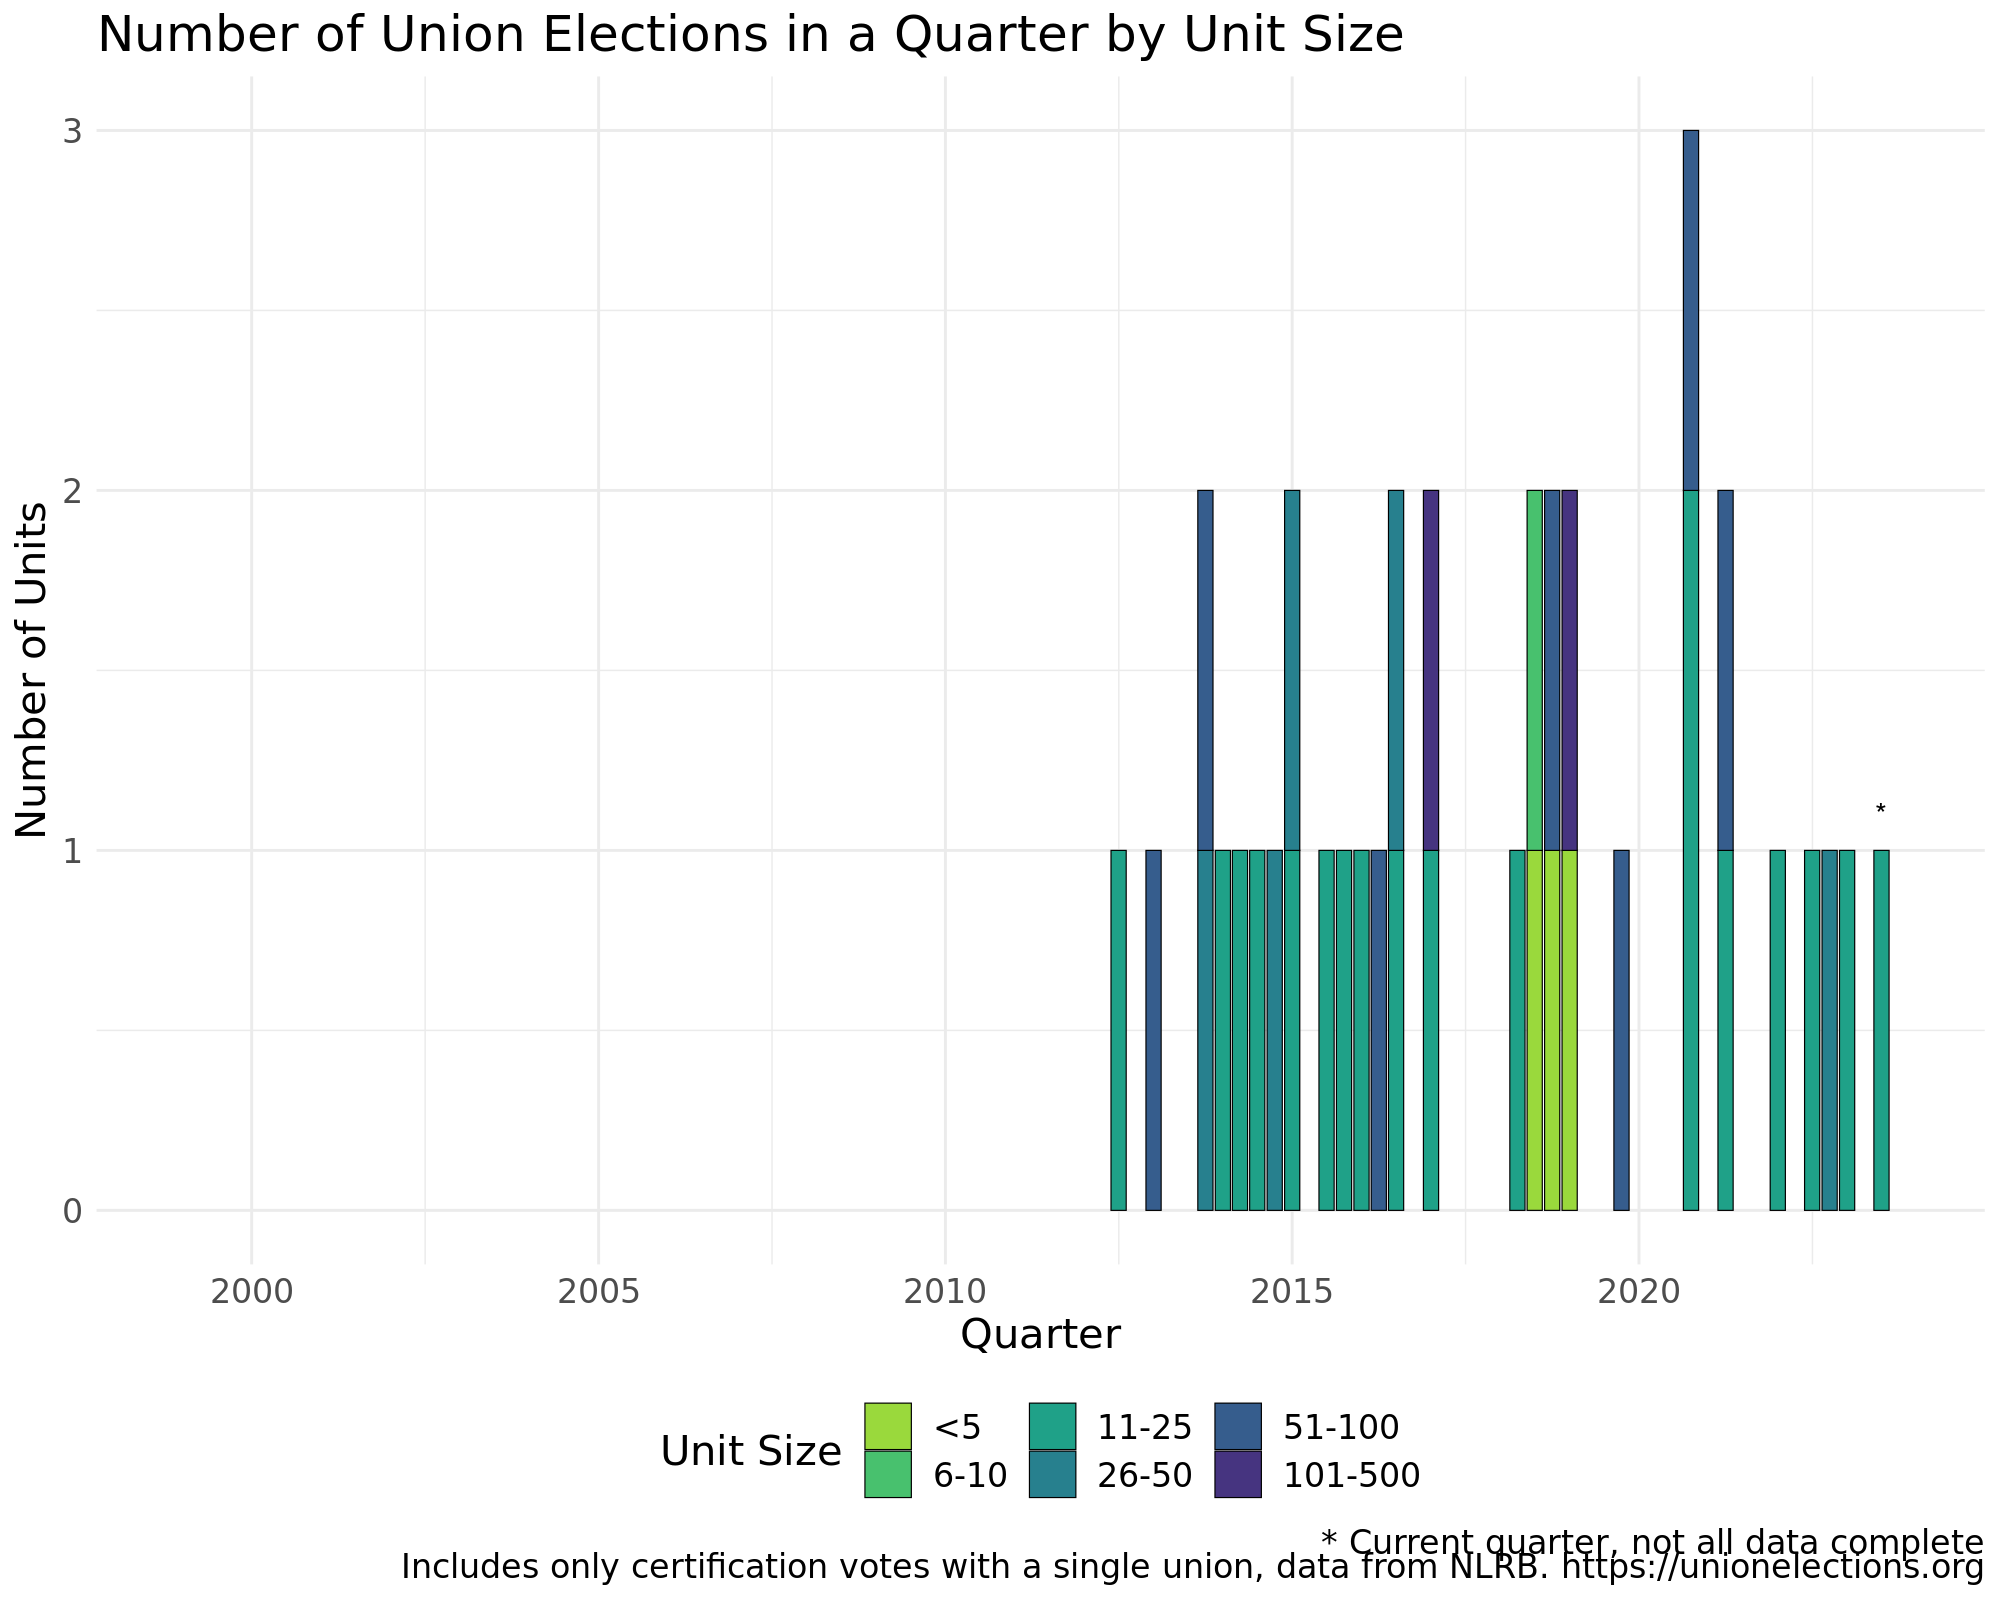 Number of Union Elections in a Quarter by Unit Size
Number of Units
3
2
1
0
*
2000 2005 2010 2015 2020
Quarter
Unit Size
<5 11-25 51-100
6-10 26-50 101-500
* Current quarter, not all data complete
Includes only certification votes with a single union, data from NLRB. https://unionelections.org